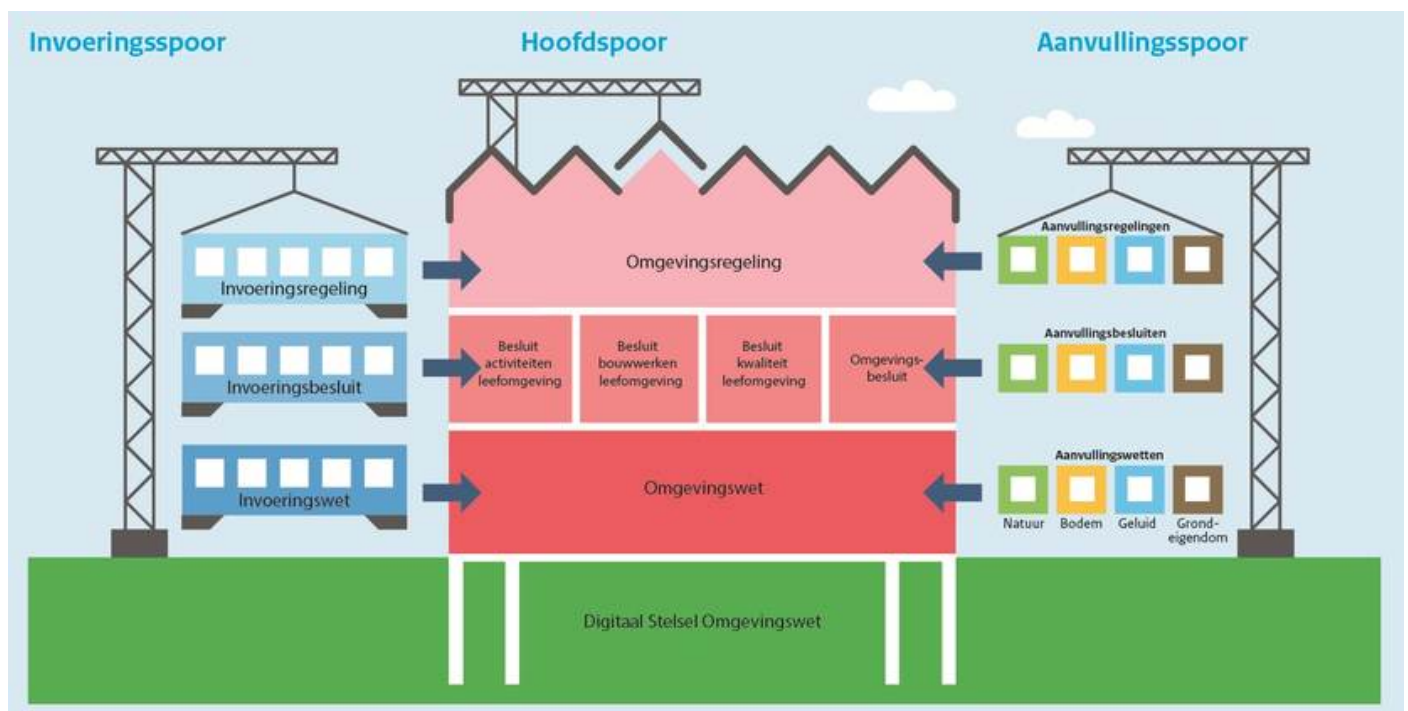 Invoeringsspoor
Hoofdspoor
Aanvullingsspoor
Invoeringsregeling
Invoeringsbesluit
Invoeringswet
Omgevingsregeling
Besluit
activiteiten
leefomgeving
Besluit
bouwwerken
leefomgeving
Besluit
kwaliteit
leefomgeving
Omgevings-
besluit
Omgevingswet
Digitaal Stelsel Omgevingswet
Aanvullingsregelingen
Aanvullingsbesluiten
Aanvullingswetten
Natuur
Bodem
Geluid
Grond-
eigendom